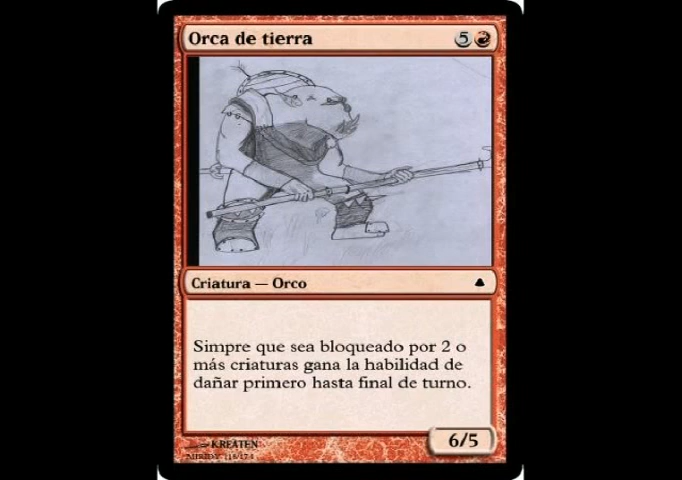 Orca de tierra 5
Criatura — Orco
Simpre que sea bloqueado por 2 o
más criaturas gana la habilidad de
dañar primero hasta final de turno.
KREATEN
6/5